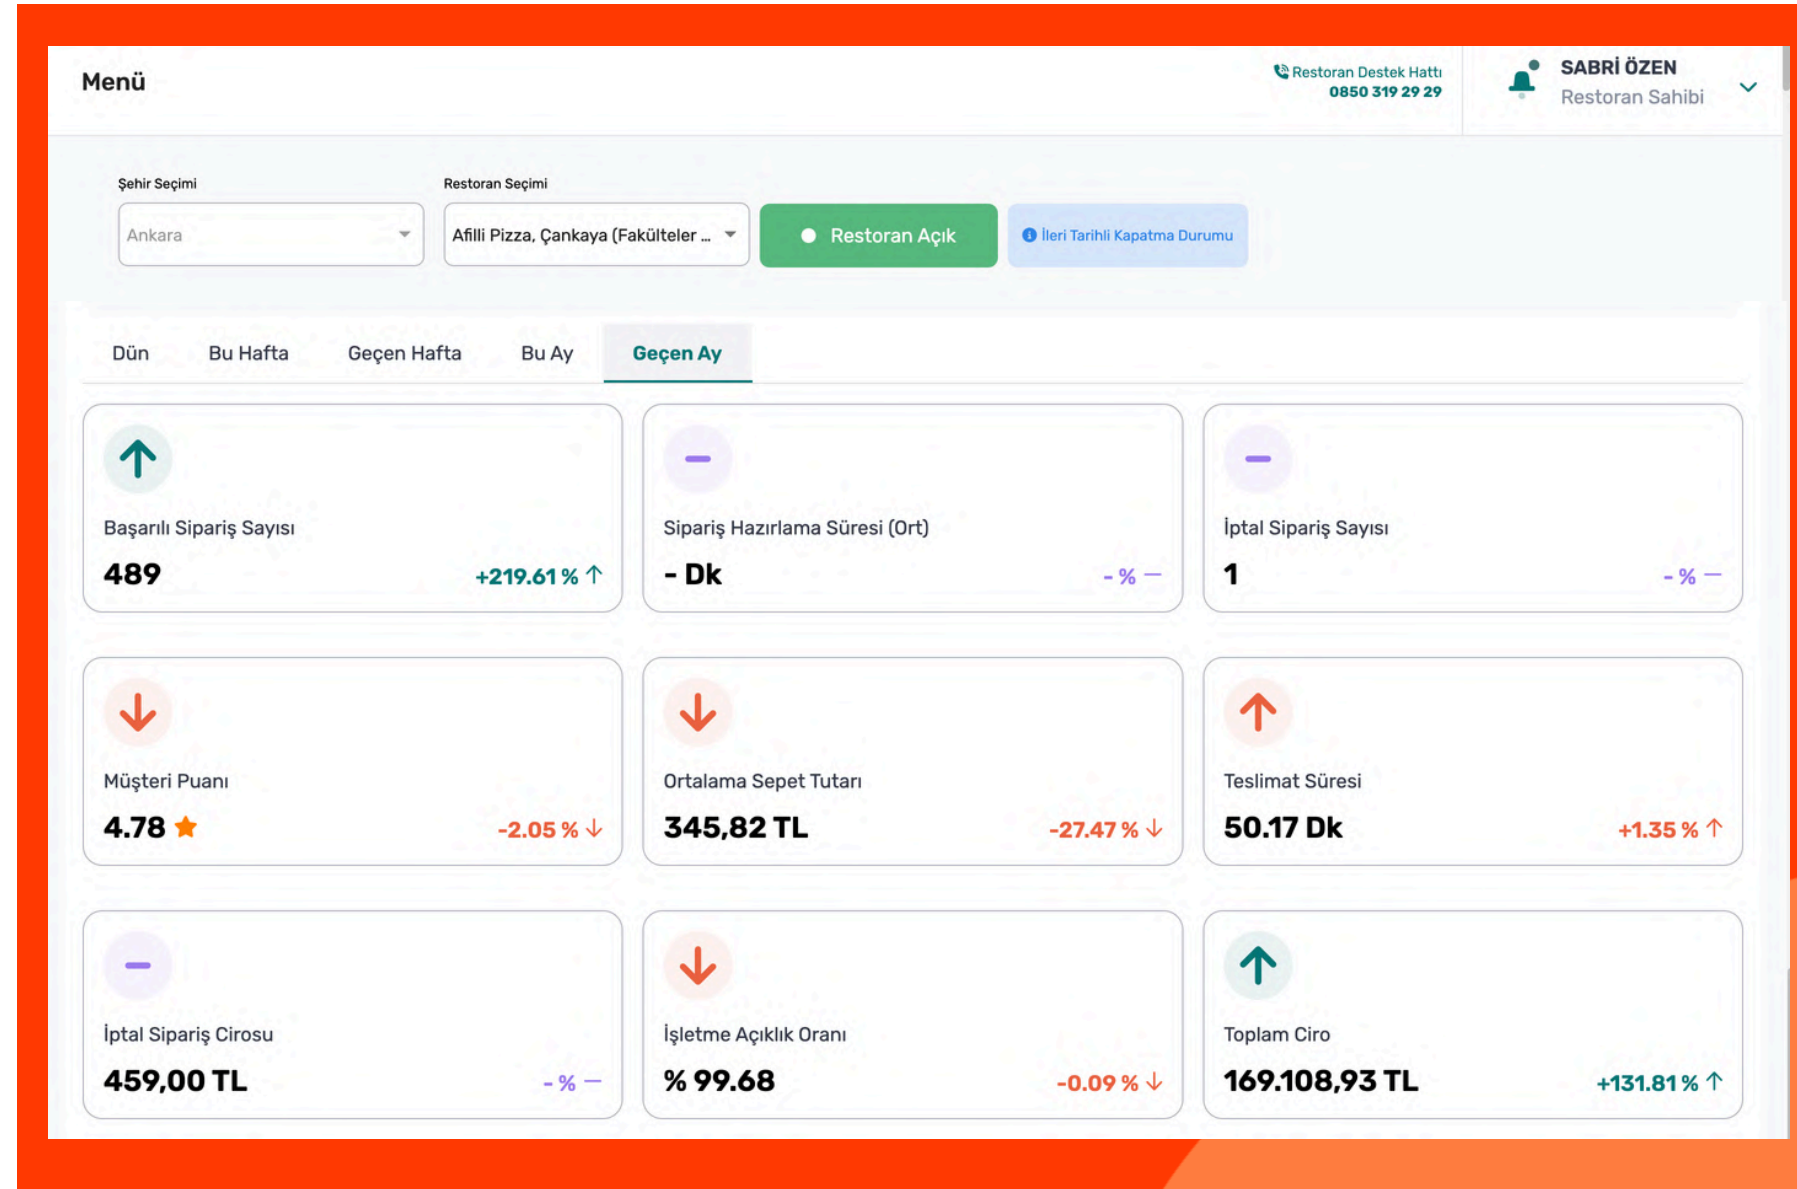 Menü
Restoran Destek Hattı
0850 319 29 29
SABRİ ÖZEN
Restoran Sahibi
Şehir Seçimi
Restoran Seçimi
Ankara
Afilli Pizza, Çankaya (Fakülteler ...
Restoran Açık
İleri Tarihli Kapatma Durumu
Dün
Bu Hafta
Geçen Hafta
Bu Ay
Geçen Ay
Başarılı Sipariş Sayısı
489
+219.61 % ↑
Sipariş Hazırlama Süresi (Ort)
- Dk
- % —
İptal Sipariş Sayısı
1
- % —
Müşteri Puanı
4.78
-2.05 % ↓
Ortalama Sepet Tutarı
345,82 TL
-27.47 % ↓
Teslimat Süresi
50.17 Dk
+1.35 % ↑
İptal Sipariş Cirosu
459,00 TL
- % —
İşletme Açıklık Oranı
% 99.68
-0.09 % ↓
Toplam Ciro
169.108,93 TL
+131.81 % ↑